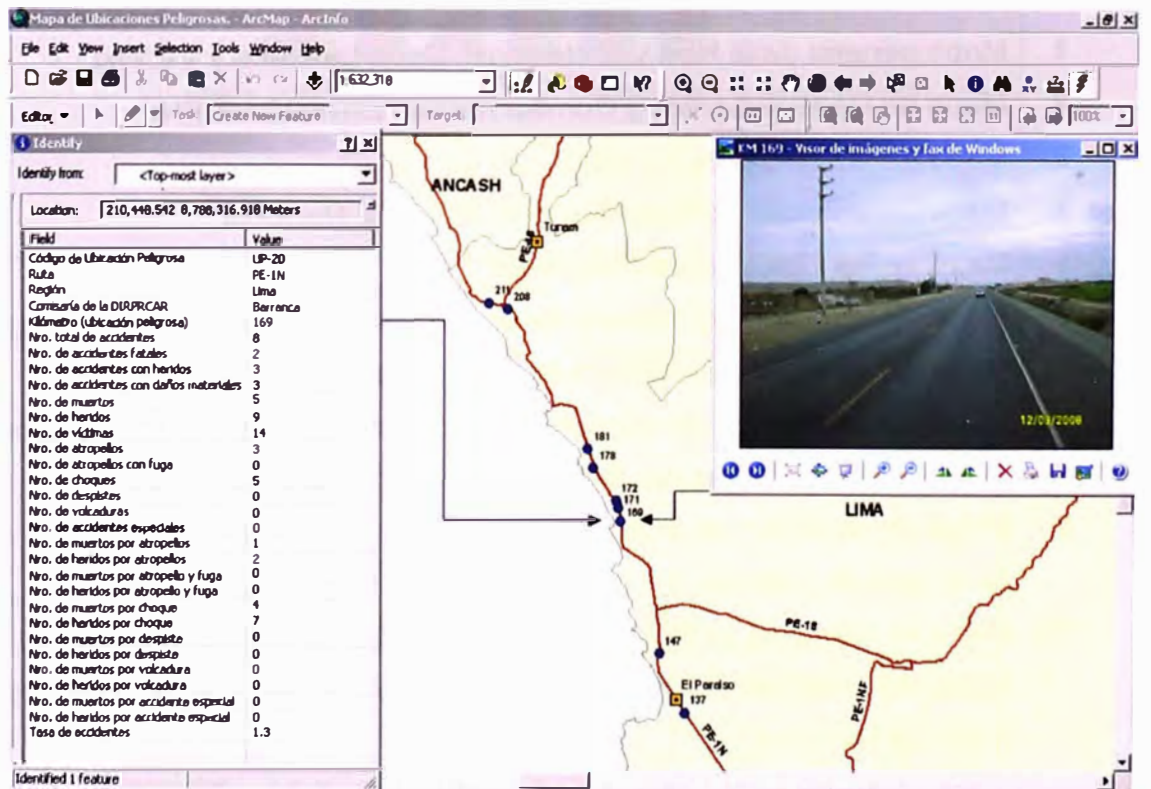 Mapa de Ubicaciones Peligrosas. - ArcMap - ArcInfo
File Edit View Insert Selection Tools Window Help
1:632,318
Editor Task: Create New Feature Target: 100%
Identify
Identify from: <Top-most layer>
Location: 210,448.542 8,788,316.918 Meters
Field Value
Código de Ubicación Peligrosa UP-20
Ruta PE-1N
Región Lima
Comisaría de la DIRPRCAR Barranca
Kilómetro (ubicación peligrosa) 169
Nro. total de accidentes 8
Nro. de accidentes fatales 2
Nro. de accidentes con heridos 3
Nro. de accidentes con daños materiales 3
Nro. de muertos 5
Nro. de heridos 9
Nro. de víctimas 14
Nro. de atropellos 3
Nro. de atropellos con fuga 0
Nro. de choques 5
Nro. de despistes 0
Nro. de volcaduras 0
Nro. de accidentes especiales 0
Nro. de muertos por atropellos 1
Nro. de heridos por atropellos 2
Nro. de muertos por atropello y fuga 0
Nro. de heridos por atropello y fuga 0
Nro. de muertos por choque 4
Nro. de heridos por choque 7
Nro. de muertos por despiste 0
Nro. de heridos por despiste 0
Nro. de muertos por volcadura 0
Nro. de heridos por volcadura 0
Nro. de muertos por accidente especial 0
Nro. de heridos por accidente especial 0
Tasa de accidentes 1.3
Identified 1 feature
KM 169 - Visor de imágenes y fax de Windows
ANCASH
211
208
181
178
172
171
169
LIMA
PE-18
147
El Paraiso
137
PE-1N
PE-1NF